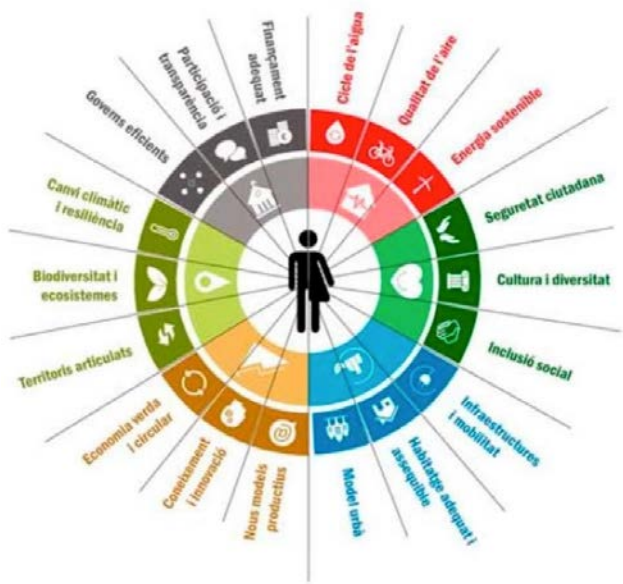 Cicle de l'aigua
Qualitat de l'aire
Energia sostenible
Seguretat ciutadana
Cultura i diversitat
Inclusió social
Infraestructures
i mobilitat
Habitatge adequat i
assequible
Model urbà
Nous models
productius
Coneixement
i innovació
Economia verda
i circular
Territoris articulats
Biodiversitat i
ecosistemes
Canvi climàtic
i resiliència
Governs eficients
Participació i
transparència
Finançament
adequat